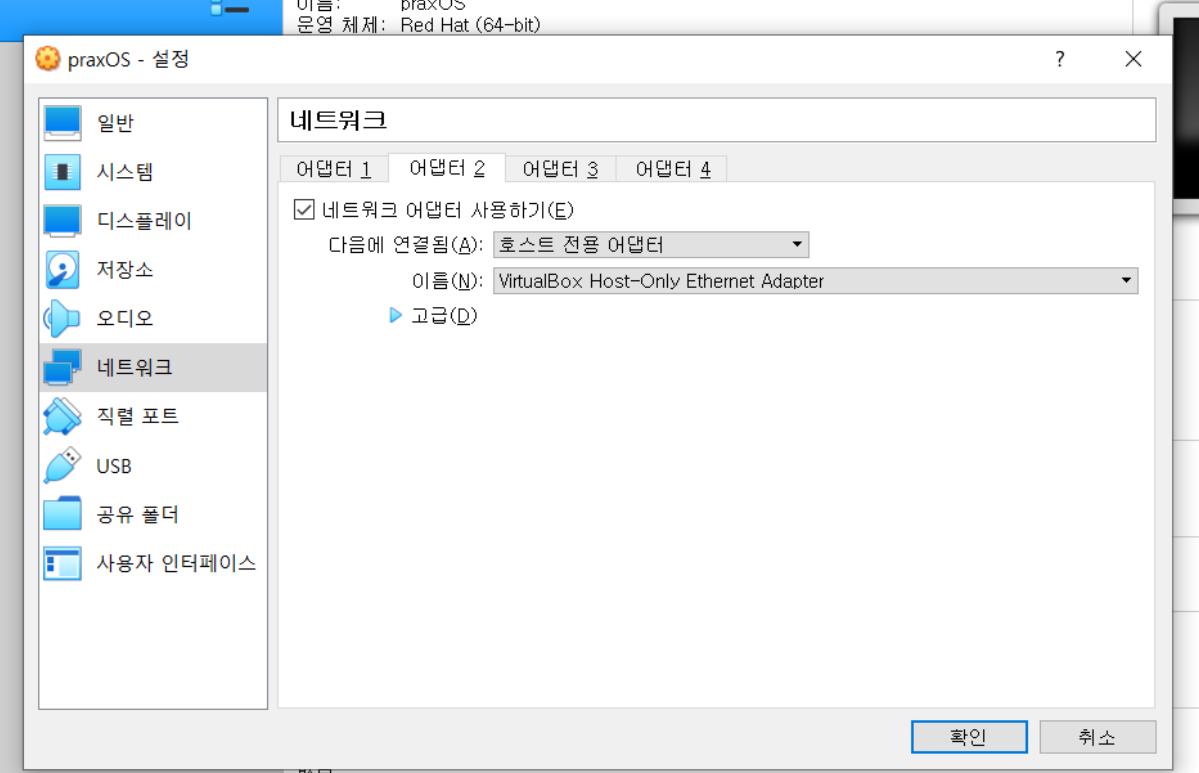 이름: praxOS
운영 체제: Red Hat (64-bit)
praxOS - 설정
?
일반
시스템
디스플레이
저장소
오디오
네트워크
직렬 포트
USB
공유 폴더
사용자 인터페이스
네트워크
어댑터 1 어댑터 2 어댑터 3 어댑터 4
네트워크 어댑터 사용하기(E)
다음에 연결됨(A): 호스트 전용 어댑터
이름(N): VirtualBox Host-Only Ethernet Adapter
고급(D)
확인 취소